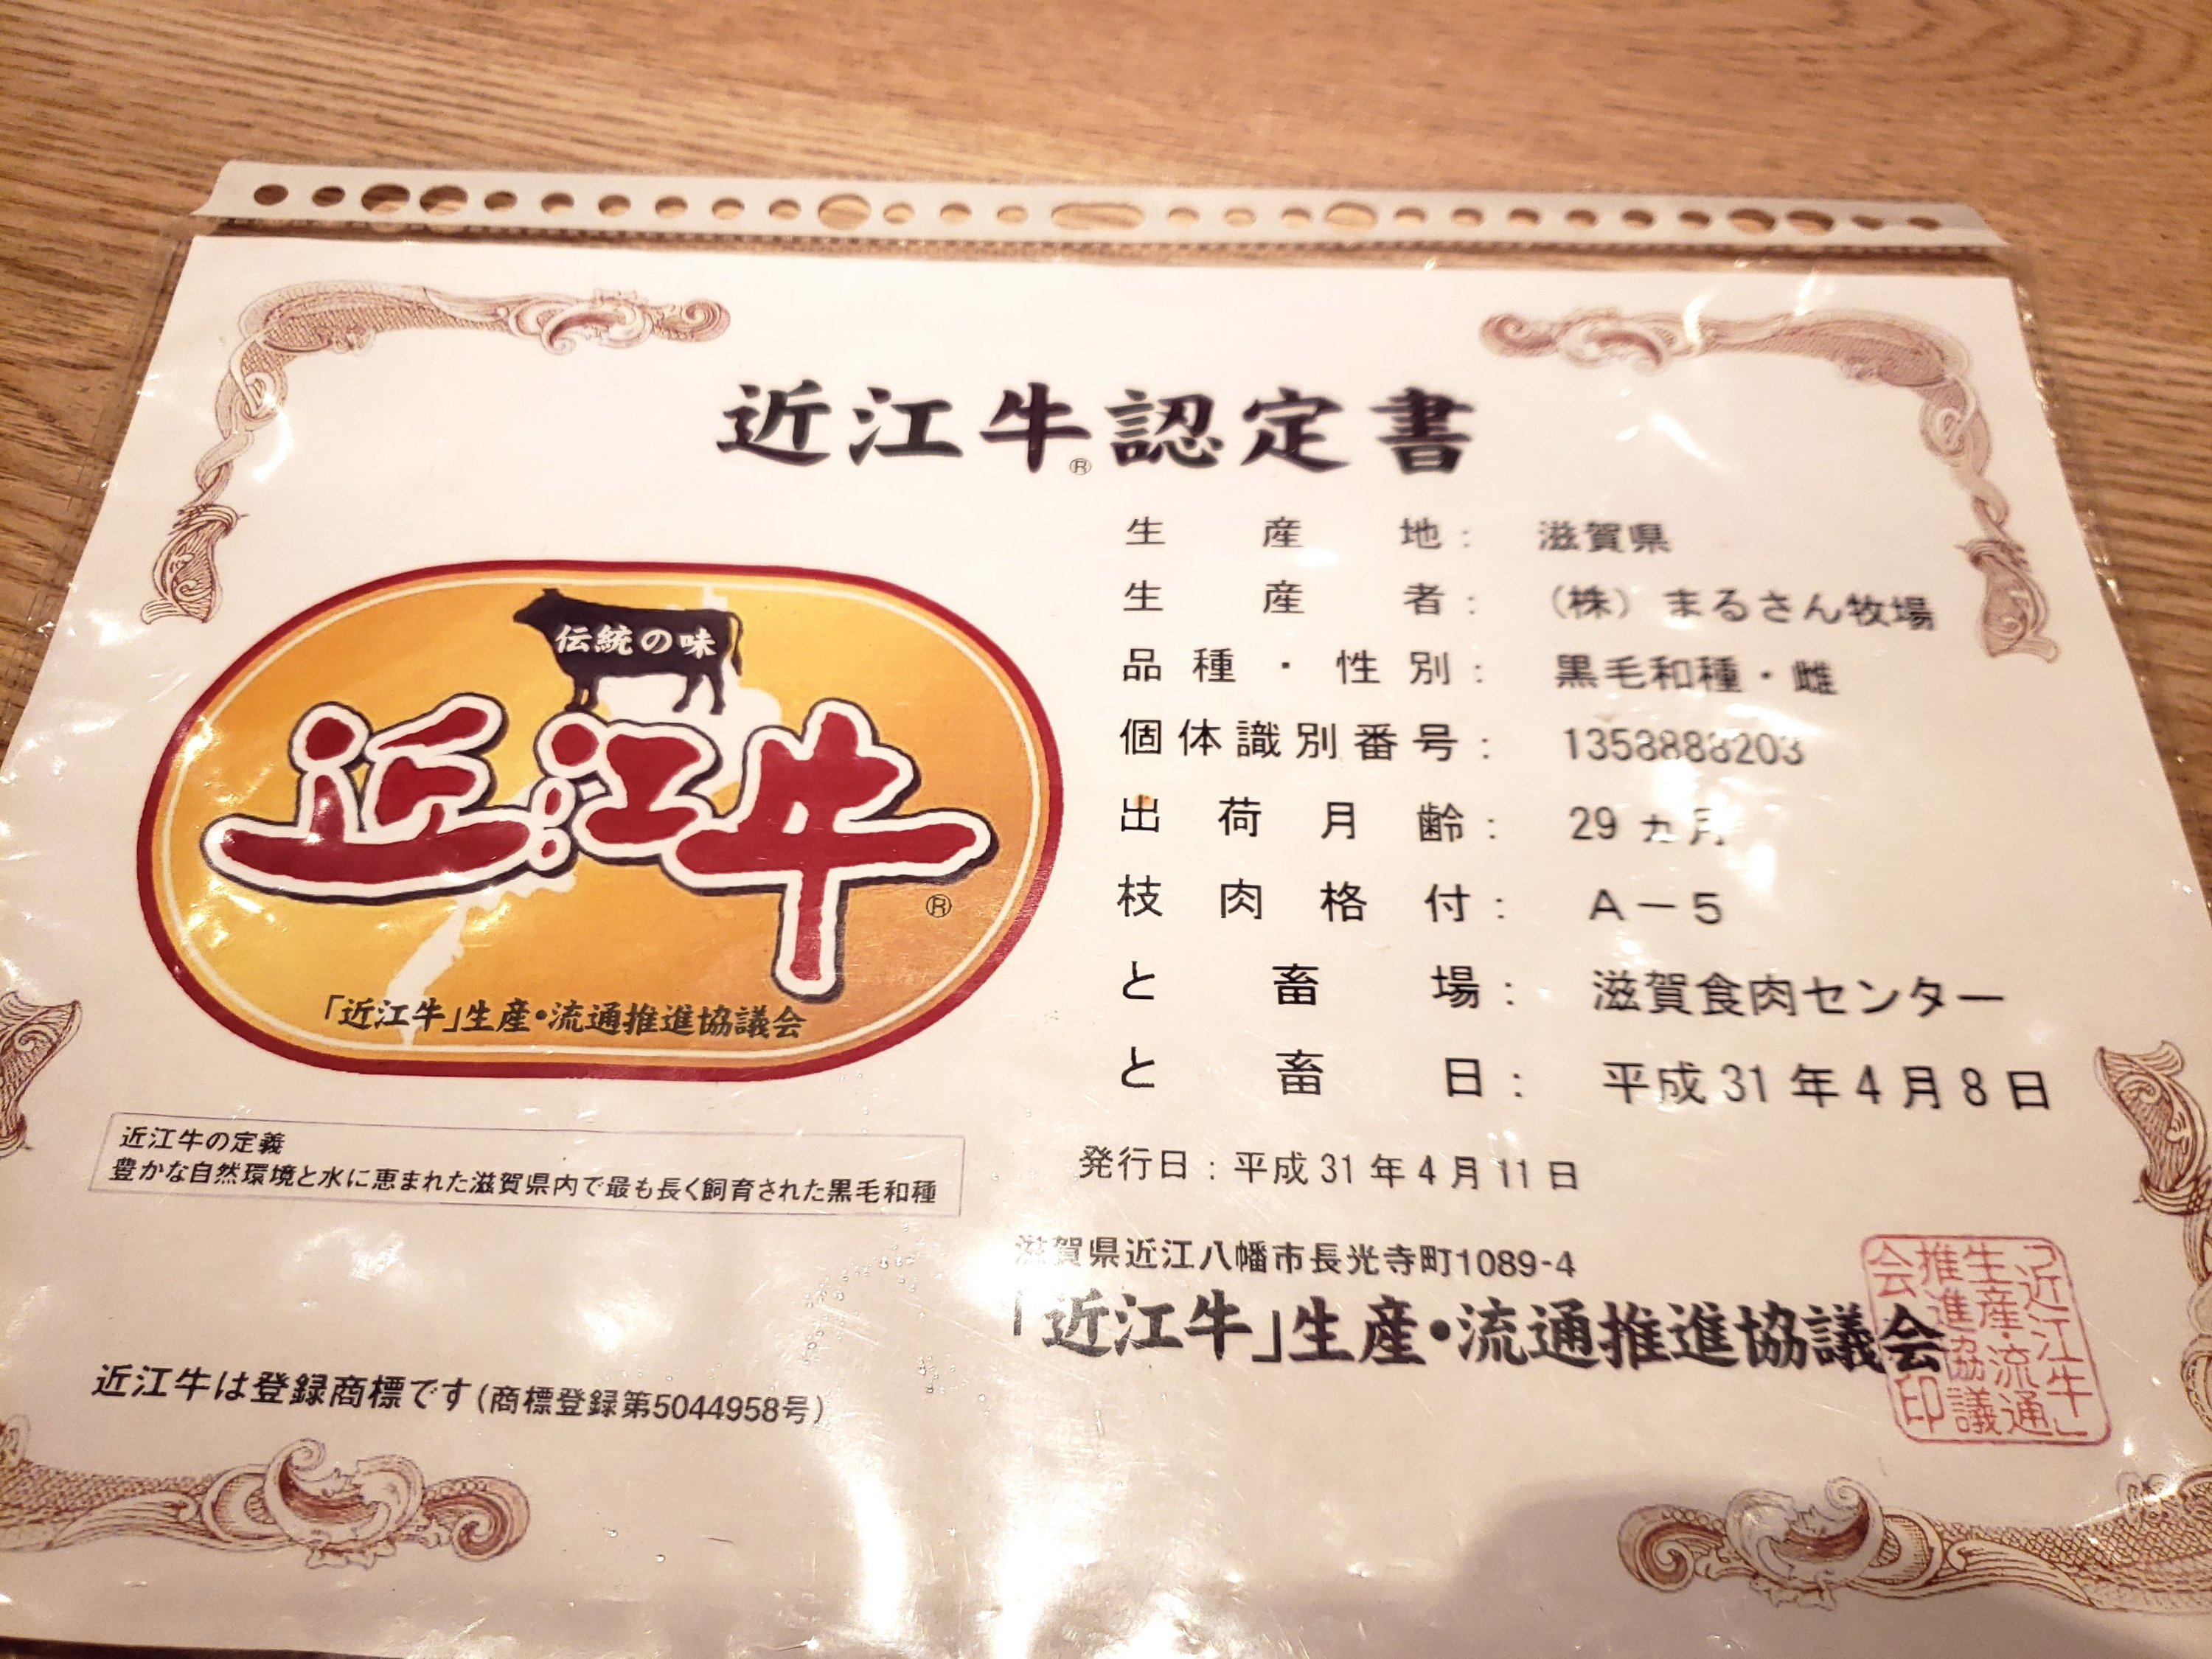 近江牛®認定書
伝統の味
近江牛®
「近江牛」生産・流通推進協議会
生産地： 滋賀県
生産者： （株）まるさん牧場
品種・性別： 黒毛和種・雌
個体識別番号： 1358888203
出荷月齢： 29ヵ月
枝肉格付： A－5
と畜場： 滋賀食肉センター
と畜日： 平成31年4月8日
近江牛の定義
豊かな自然環境と水に恵まれた滋賀県内で最も長く飼育された黒毛和種
発行日：平成31年4月11日
滋賀県近江八幡市長光寺町1089-4
「近江牛」生産・流通推進協議会
「近江牛」
生産・流通
推進協議
会印
近江牛は登録商標です（商標登録第5044958号）